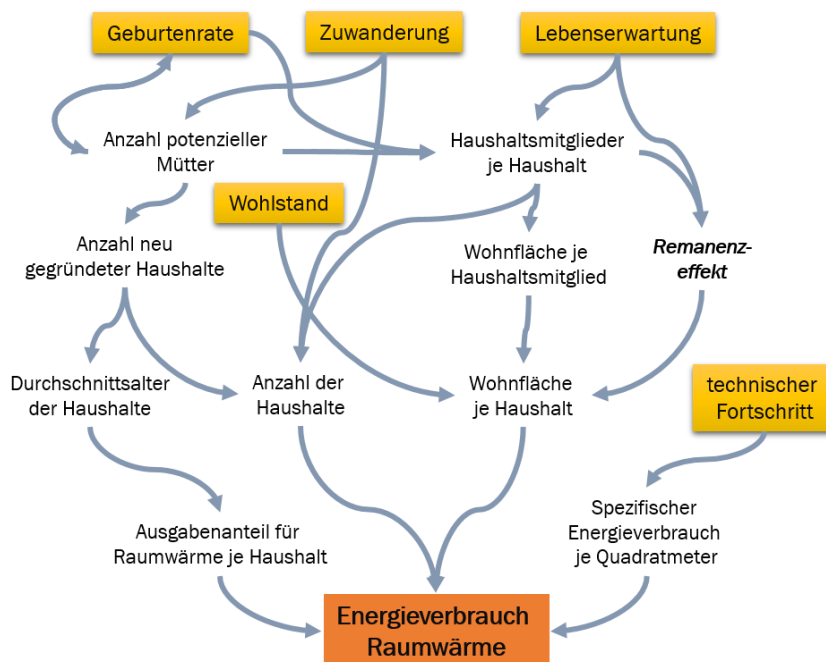 Geburtenrate
Zuwanderung
Lebenserwartung
Anzahl potenzieller
Mütter
Haushaltsmitglieder
je Haushalt
Wohlstand
Anzahl neu
gegründeter Haushalte
Wohnfläche je
Haushaltsmitglied
Remanenz-
effekt
Durchschnittsalter
der Haushalte
Anzahl der
Haushalte
Wohnfläche
je Haushalt
technischer
Fortschritt
Ausgabenanteil für
Raumwärme je Haushalt
Spezifischer
Energieverbrauch
je Quadratmeter
Energieverbrauch
Raumwärme